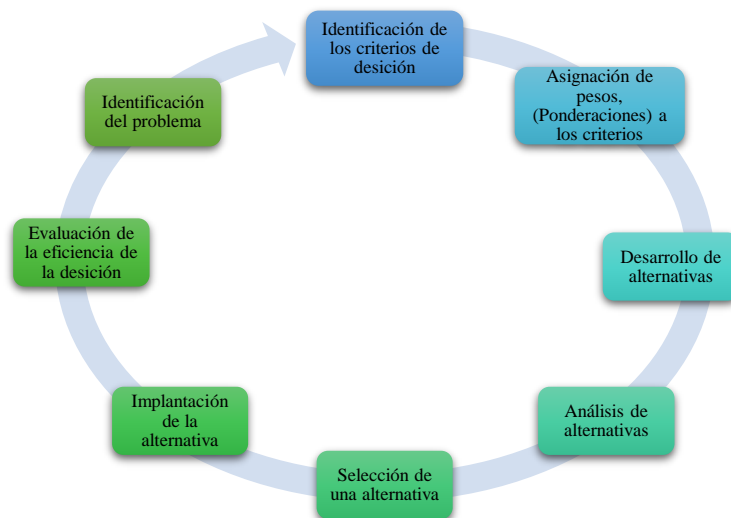 Identificación de
los criterios de
desición
Asignación de
pesos,
(Ponderaciones) a
los criterios
Desarrollo de
alternativas
Análisis de
alternativas
Selección de
una alternativa
Implantación
de la
alternativa
Evaluación de
la eficiencia de
la desición
Identificación
del problema